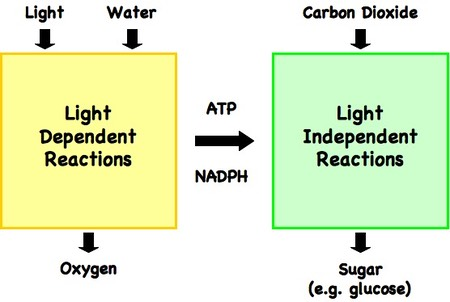 Light
Water
Carbon Dioxide
Light
Dependent
Reactions
ATP
NADPH
Light
Independent
Reactions
Oxygen
Sugar
(e.g. glucose)